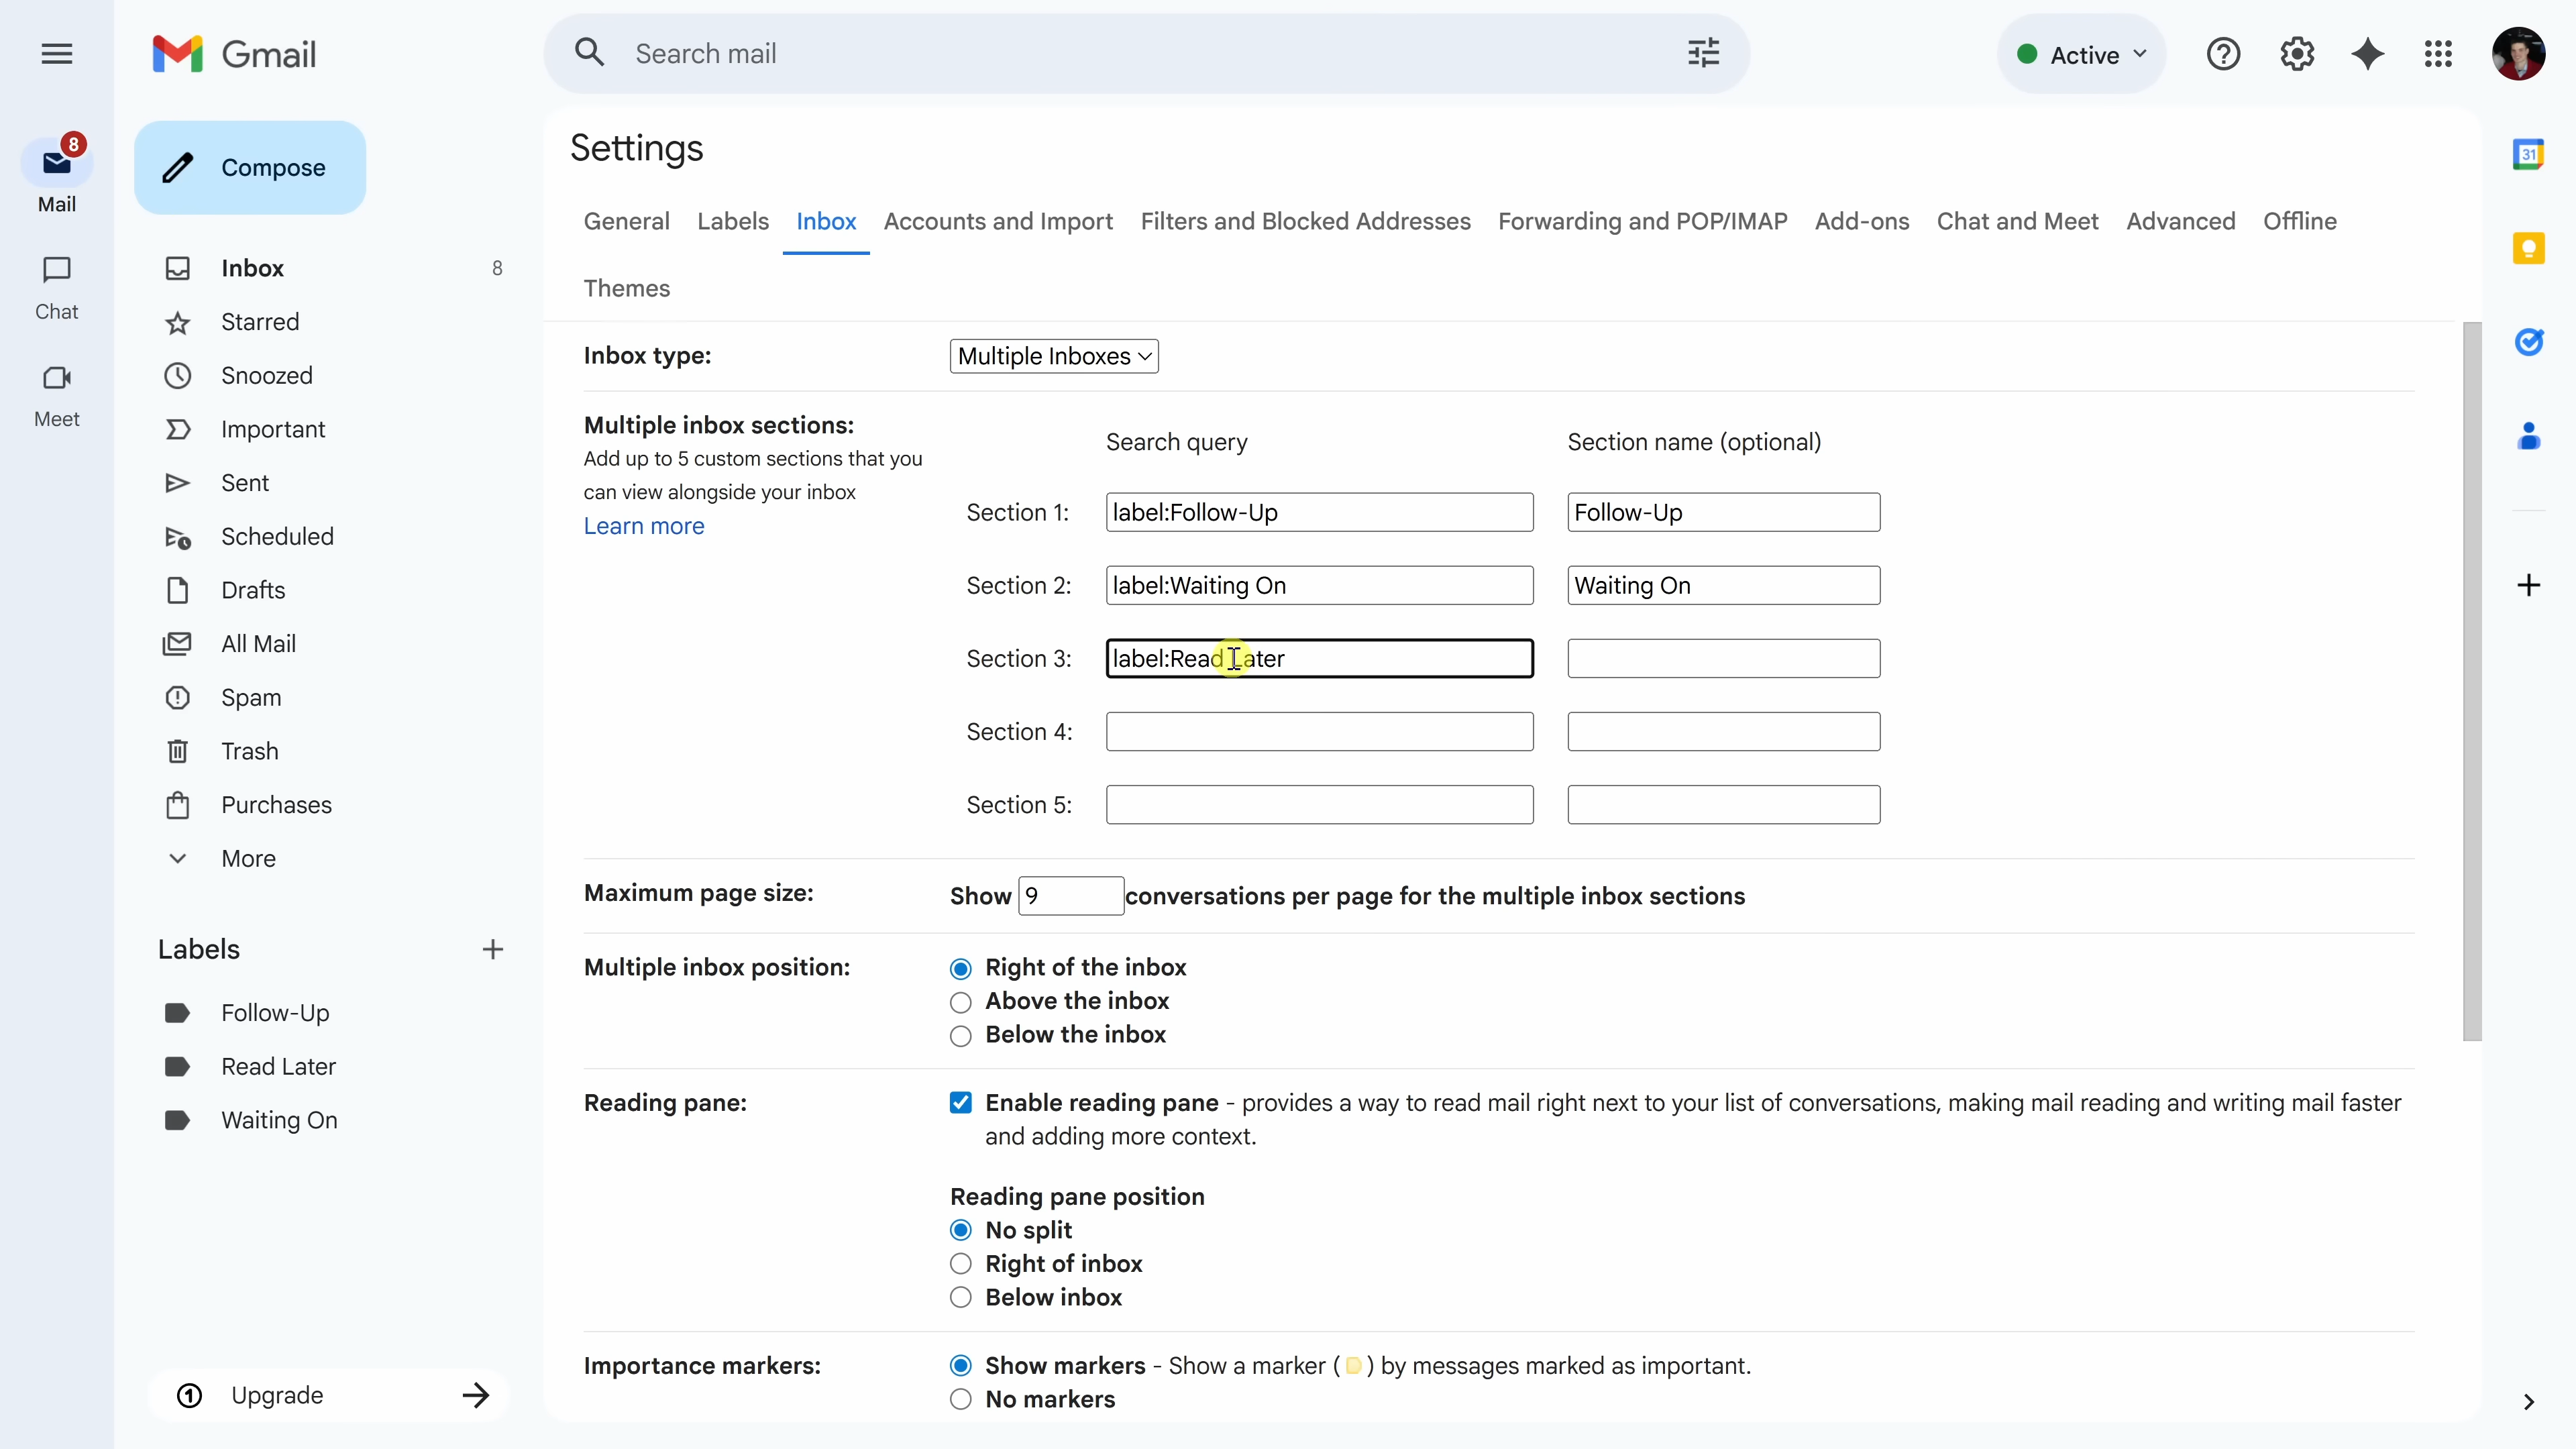 Gmail
Search mail
Active
8
Mail
Chat
Meet
Compose
Inbox 8
Starred
Snoozed
Important
Sent
Scheduled
Drafts
All Mail
Spam
Trash
Purchases
More
Labels
Follow-Up
Read Later
Waiting On
1 Upgrade
Settings
General Labels Inbox Accounts and Import Filters and Blocked Addresses Forwarding and POP/IMAP Add-ons Chat and Meet Advanced Offline
Themes
Inbox type: Multiple Inboxes
Multiple inbox sections:
Add up to 5 custom sections that you
can view alongside your inbox
Learn more
Search query Section name (optional)
Section 1: label:Follow-Up Follow-Up
Section 2: label:Waiting On Waiting On
Section 3: label:Read Later
Section 4:
Section 5:
Maximum page size: Show 9 conversations per page for the multiple inbox sections
Multiple inbox position: Right of the inbox
Above the inbox
Below the inbox
Reading pane: Enable reading pane - provides a way to read mail right next to your list of conversations, making mail reading and writing mail faster
and adding more context.
Reading pane position
No split
Right of inbox
Below inbox
Importance markers: Show markers - Show a marker ( ) by messages marked as important.
No markers
31